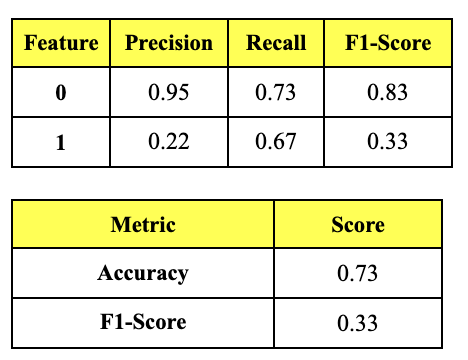 Feature Precision Recall F1-Score
0 0.95 0.73 0.83
1 0.22 0.67 0.33
Metric Score
Accuracy 0.73
F1-Score 0.33